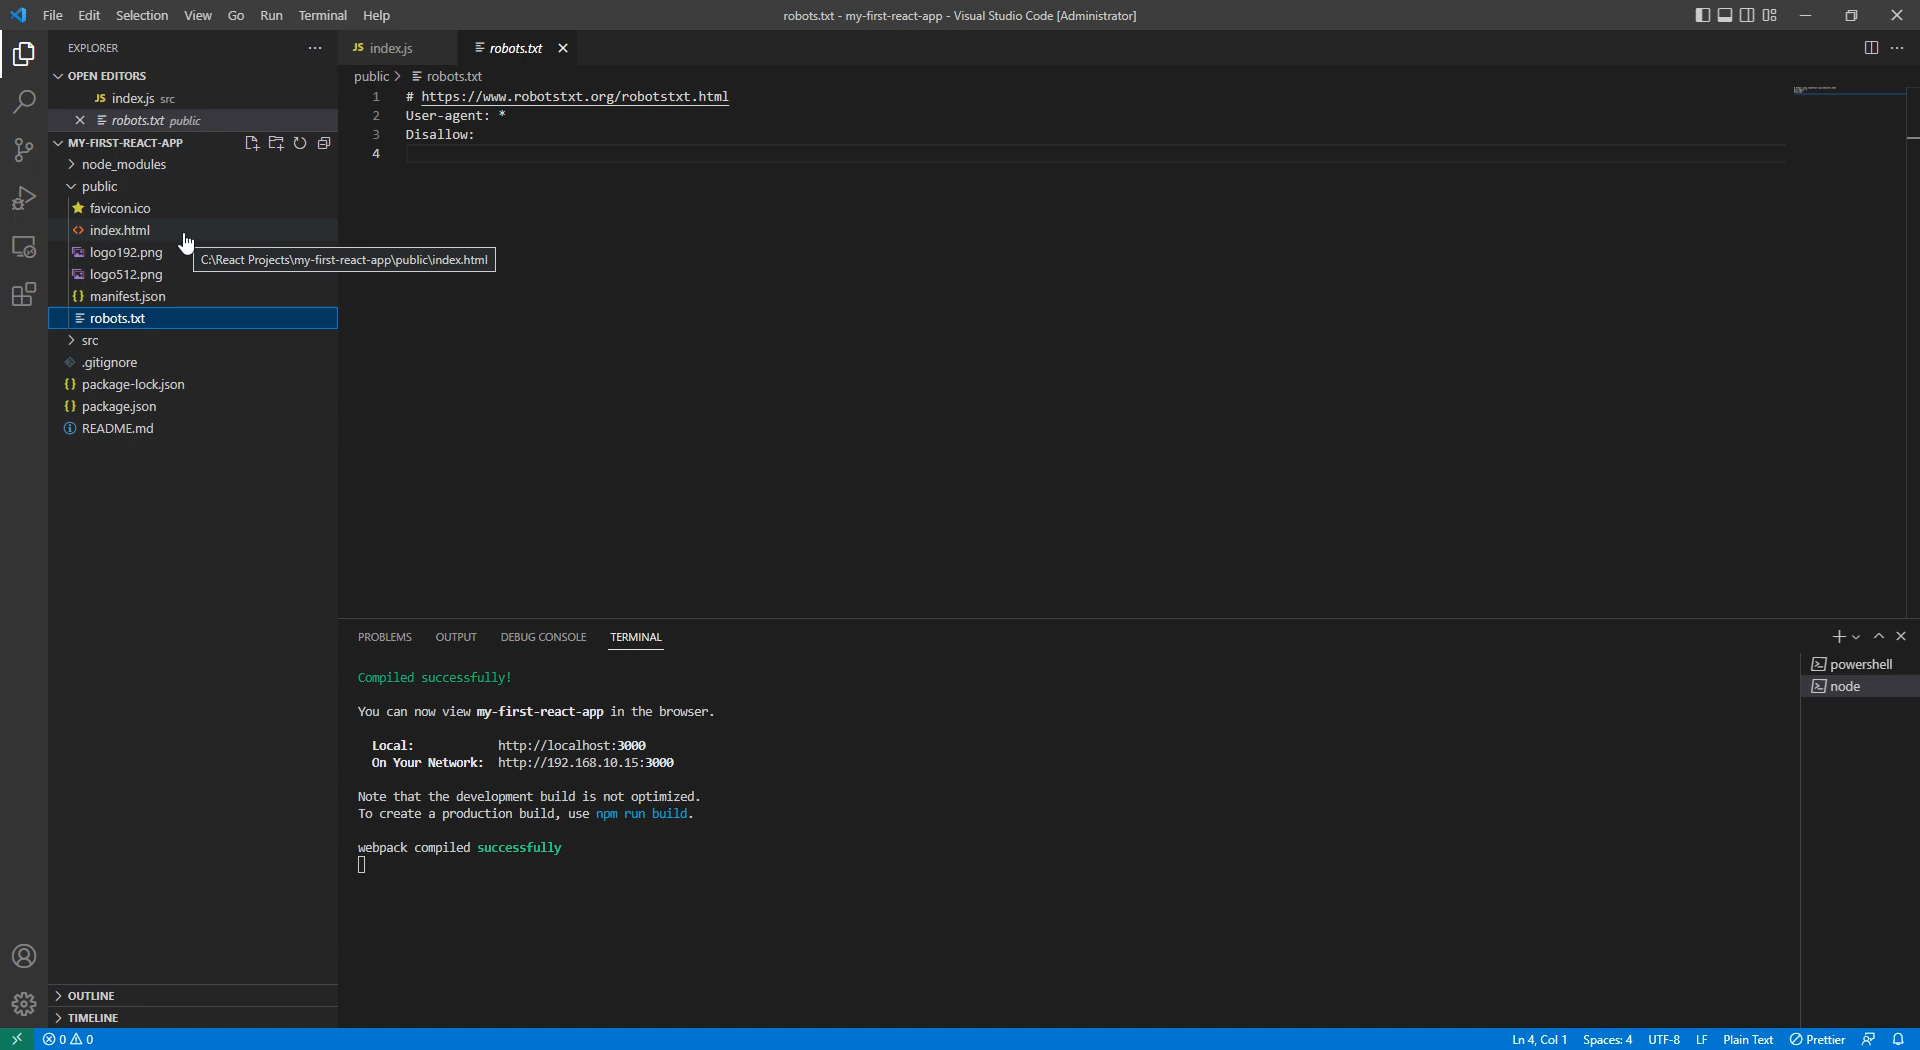 File Edit Selection View Go Run Terminal Help
robots.txt - my-first-react-app - Visual Studio Code [Administrator]
EXPLORER
OPEN EDITORS
JS index.js src
robots.txt public
MY-FIRST-REACT-APP
node_modules
public
favicon.ico
index.html
logo192.png
logo512.png
manifest.json
robots.txt
src
.gitignore
{} package-lock.json
{} package.json
README.md
OUTLINE
TIMELINE
C:\React Projects\my-first-react-app\public\index.html
JS index.js
robots.txt
public > robots.txt
1 # https://www.robotstxt.org/robotstxt.html
2 User-agent: *
3 Disallow:
4
PROBLEMS OUTPUT DEBUG CONSOLE TERMINAL
Compiled successfully!
You can now view my-first-react-app in the browser.
Local: http://localhost:3000
On Your Network: http://192.168.10.15:3000
Note that the development build is not optimized.
To create a production build, use npm run build.
webpack compiled successfully
powershell
node
0 0
Ln 4, Col 1 Spaces: 4 UTF-8 LF Plain Text Prettier